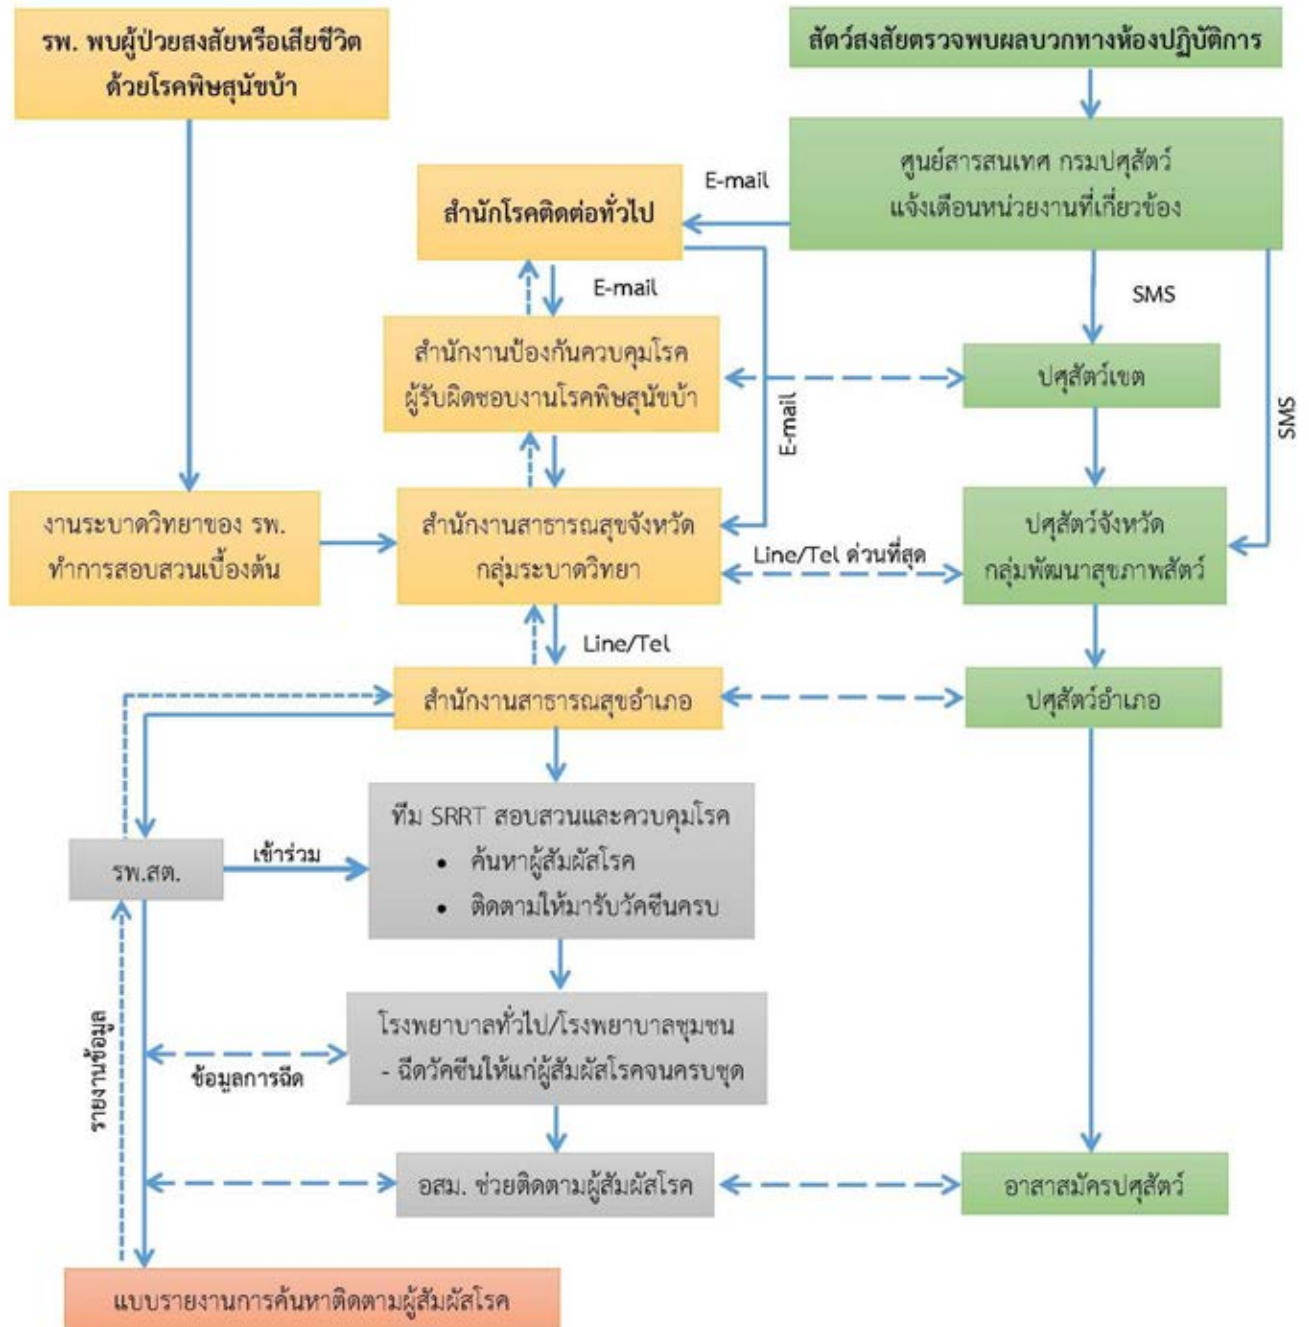 รพ. พบผู้ป่วยสงสัยหรือเสียชีวิต
ด้วยโรคพิษสุนัขบ้า
สัตว์สงสัยตรวจพบผลบวกทางห้องปฏิบัติการ
ศูนย์สารสนเทศ กรมปศุสัตว์
แจ้งเตือนหน่วยงานที่เกี่ยวข้อง
E-mail
สำนักโรคติดต่อทั่วไป
E-mail
SMS
สำนักงานป้องกันควบคุมโรค
ผู้รับผิดชอบงานโรคพิษสุนัขบ้า
ปศุสัตว์เขต
E-mail
SMS
งานระบาดวิทยาของ รพ.
ทำการสอบสวนเบื้องต้น
สำนักงานสาธารณสุขจังหวัด
กลุ่มระบาดวิทยา
Line/Tel ด่วนที่สุด
ปศุสัตว์จังหวัด
กลุ่มพัฒนาสุขภาพสัตว์
Line/Tel
สำนักงานสาธารณสุขอำเภอ
ปศุสัตว์อำเภอ
รพ.สต.
เข้าร่วม
ทีม SRRT สอบสวนและควบคุมโรค
• ค้นหาผู้สัมผัสโรค
• ติดตามให้มารับวัคซีนครบ
รายงานข้อมูล
ข้อมูลการฉีด
โรงพยาบาลทั่วไป/โรงพยาบาลชุมชน
- ฉีดวัคซีนให้แก่ผู้สัมผัสโรคจนครบชุด
อสม. ช่วยติดตามผู้สัมผัสโรค
อาสาสมัครปศุสัตว์
แบบรายงานการค้นหาติดตามผู้สัมผัสโรค